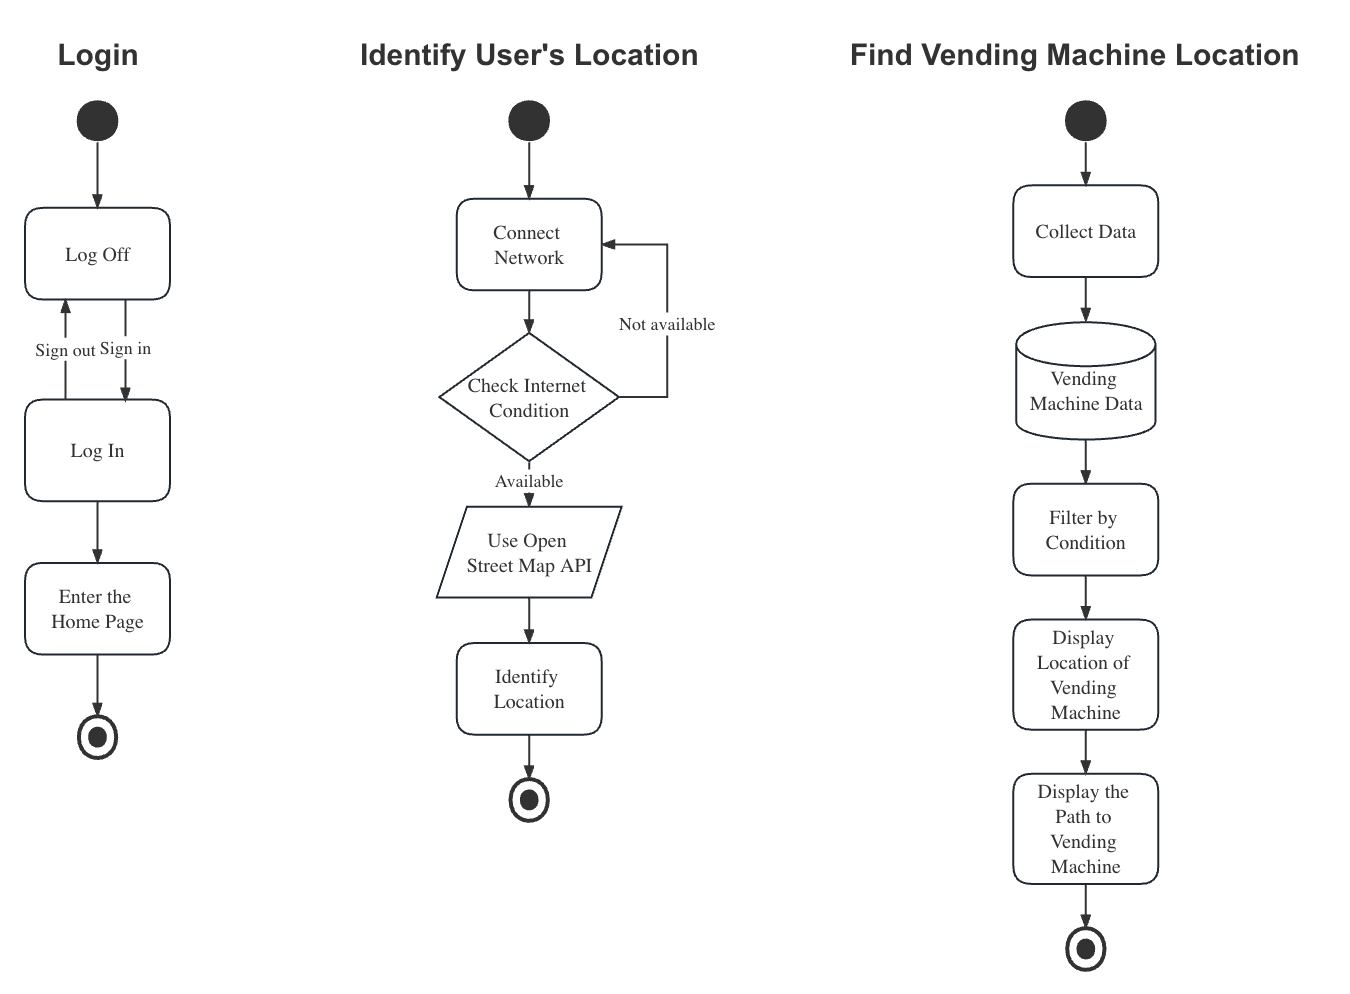 Login
Log Off
Sign out
Sign in
Log In
Enter the
Home Page
Identify User's Location
Connect
Network
Not available
Check Internet
Condition
Available
Use Open
Street Map API
Identify
Location
Find Vending Machine Location
Collect Data
Vending
Machine Data
Filter by
Condition
Display
Location of
Vending
Machine
Display the
Path to
Vending
Machine